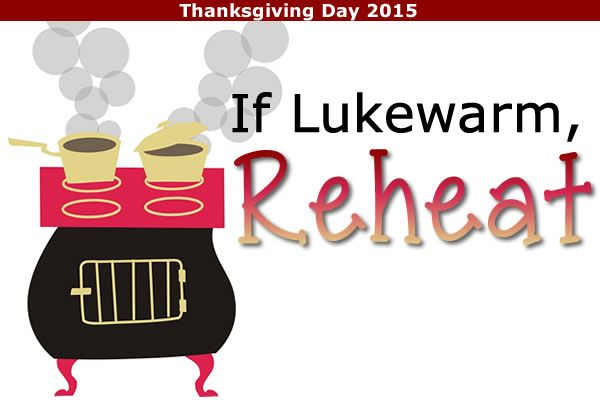 Thanksgiving Day 2015
If Lukewarm,
Reheat